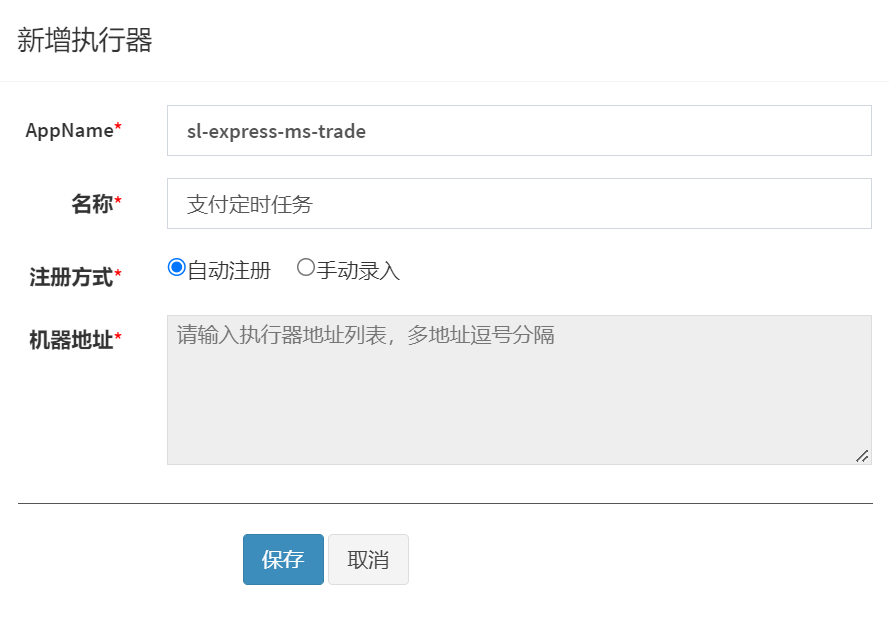 新增执行器
AppName*
sl-express-ms-trade
名称*
支付定时任务
注册方式*
自动注册 手动录入
机器地址*
请输入执行器地址列表，多地址逗号分隔
保存 取消